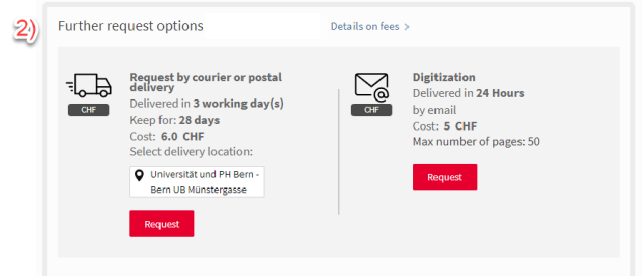 2)
Further request options
Details on fees >
Request by courier or postal
delivery
Delivered in 3 working day(s)
Keep for: 28 days
Cost: 6.0 CHF
Select delivery location:
Universität und PH Bern -
Bern UB Münstergasse
Request
CHF
Digitization
Delivered in 24 Hours
by email
Cost: 5 CHF
Max number of pages: 50
Request
CHF